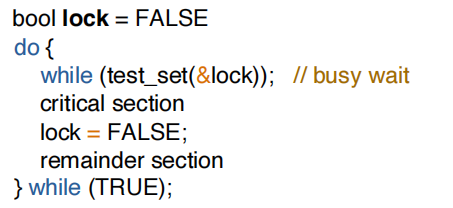 bool lock = FALSE
do {
while (test_set(&lock)); // busy wait
critical section
lock = FALSE;
remainder section
} while (TRUE);